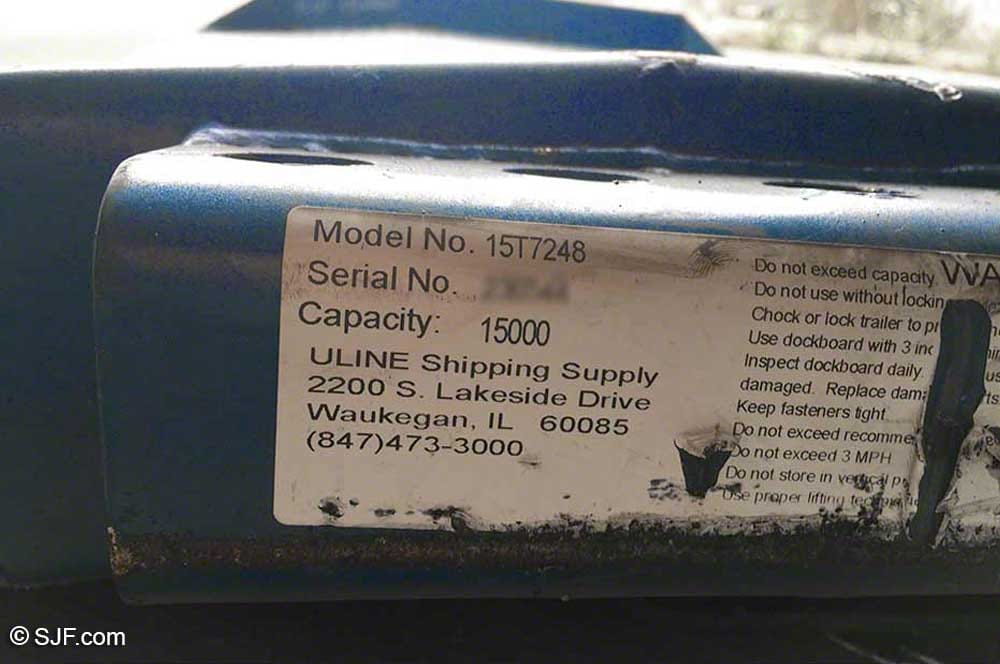 Model No. 15T7248
Serial No.
Capacity: 15000
ULINE Shipping Supply
2200 S. Lakeside Drive
Waukegan, IL 60085
(847)473-3000
Do not exceed capacity
Do not use without
Chock or lock trailer to
Use dockboard with 3
Inspect dockboard daily.
damaged. Replace
Keep fasteners tight
Do not exceed
Do not exceed 3 MPH
Do not store in vertical
Use proper lifting
© SJF.com